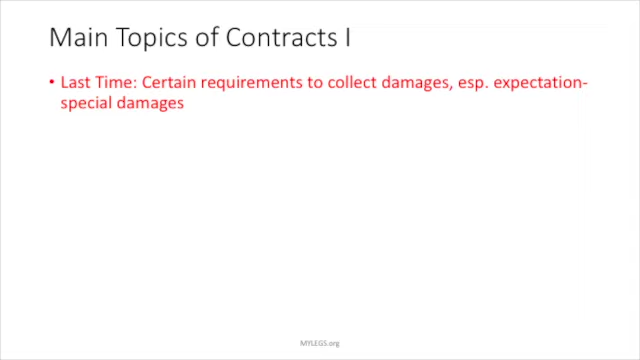 Main Topics of Contracts I
• Last Time: Certain requirements to collect damages, esp. expectation-
special damages
MYLEGS.org